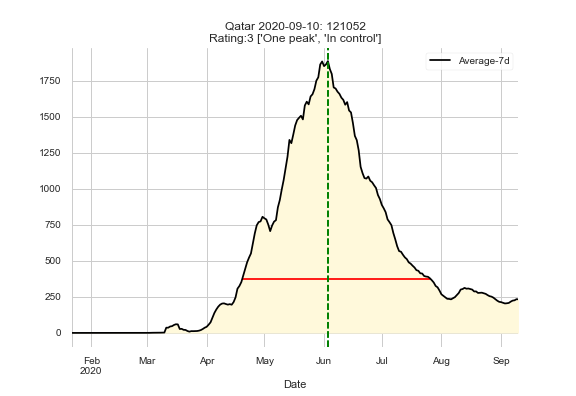 Qatar 2020-09-10: 121052
Rating:3 ['One peak', 'In control']
Average-7d
1750
1500
1250
1000
750
500
250
0
Feb Mar Apr May Jun Jul Aug Sep
2020
Date